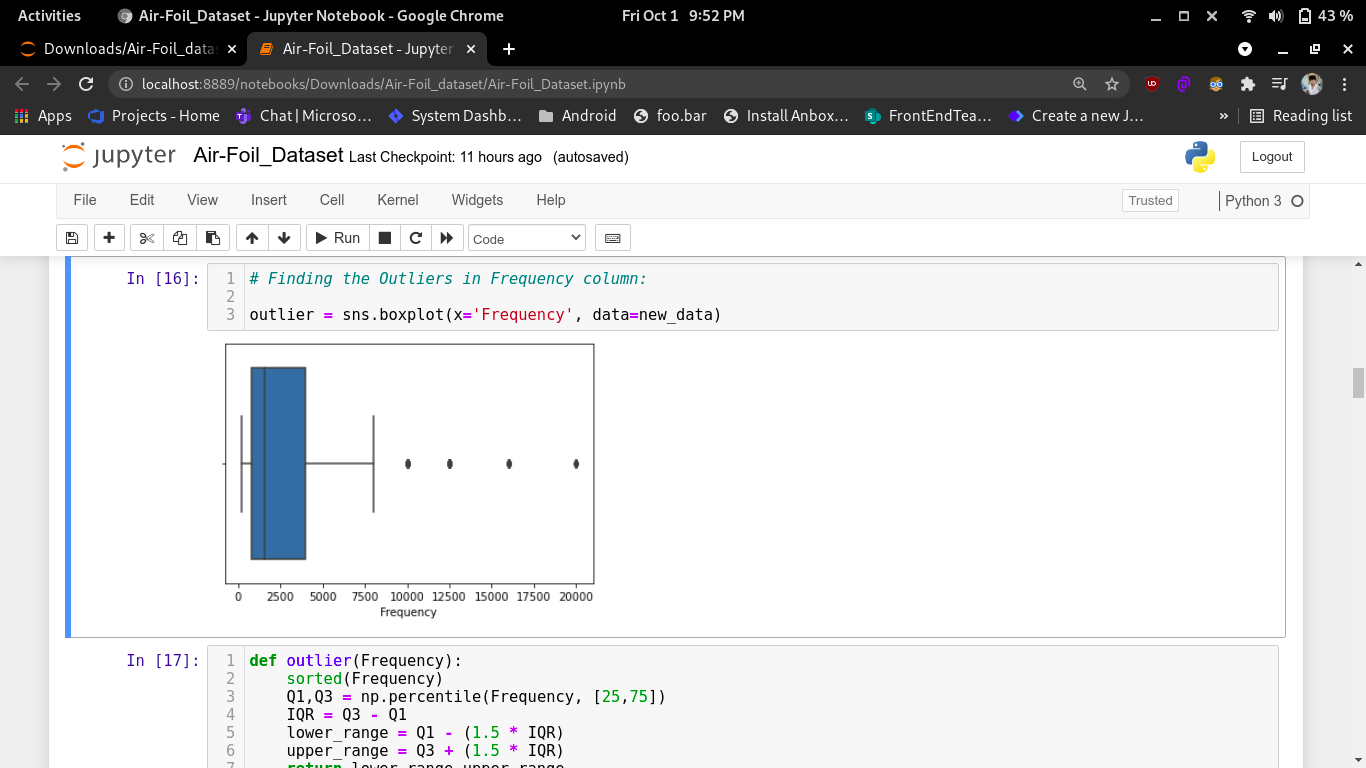 Activities
Air-Foil_Dataset - Jupyter Notebook - Google Chrome
Fri Oct 1 9:52 PM
43 %
Downloads/Air-Foil_data
Air-Foil_Dataset - Jupyter
localhost:8889/notebooks/Downloads/Air-Foil_dataset/Air-Foil_Dataset.ipynb
Apps
Projects - Home
Chat | Microso…
System Dashb…
Android
foo.bar
Install Anbox…
FrontEndTea…
Create a new J…
»
Reading list
jupyter Air-Foil_Dataset Last Checkpoint: 11 hours ago (autosaved)
Logout
File Edit View Insert Cell Kernel Widgets Help
Trusted
Python 3
Run
Code
In [16]:
1 # Finding the Outliers in Frequency column:
2
3 outlier = sns.boxplot(x='Frequency', data=new_data)
0 2500 5000 7500 10000 12500 15000 17500 20000
Frequency
In [17]:
1 def outlier(Frequency):
2 sorted(Frequency)
3 Q1,Q3 = np.percentile(Frequency, [25,75])
4 IQR = Q3 - Q1
5 lower_range = Q1 - (1.5 * IQR)
6 upper_range = Q3 + (1.5 * IQR)
7 return lower_range,upper_range